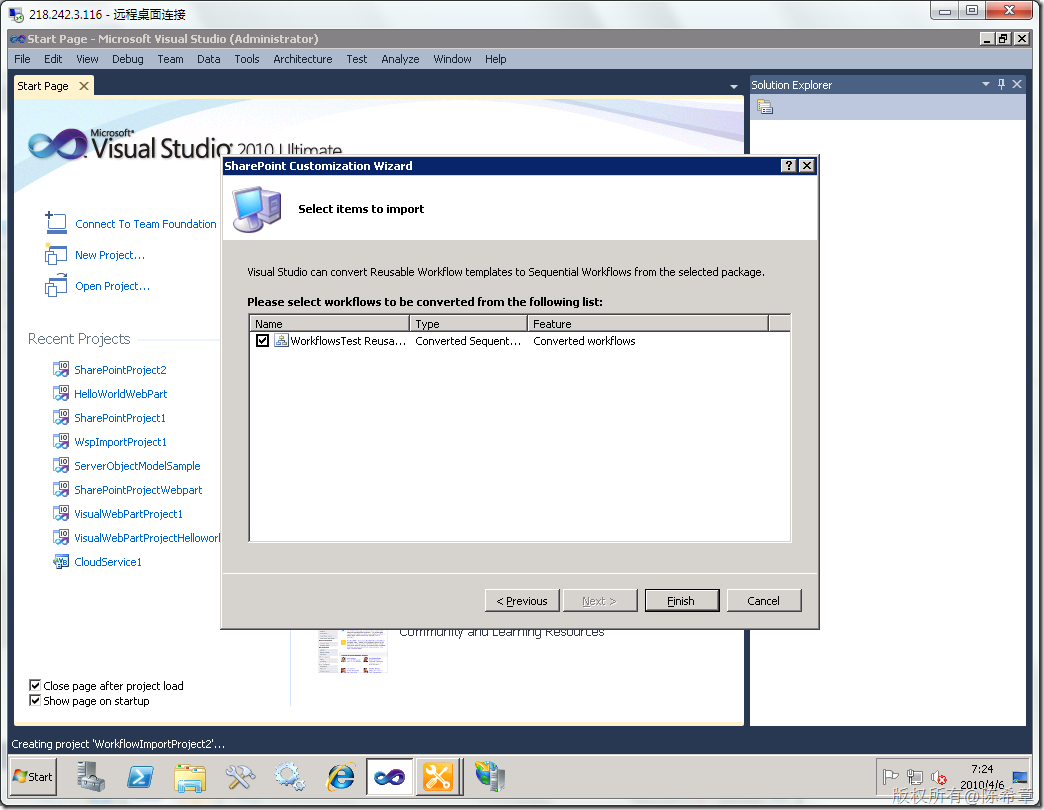 218.242.3.116 - 远程桌面连接
Start Page - Microsoft Visual Studio (Administrator)
File Edit View Debug Team Data Tools Architecture Test Analyze Window Help
Start Page
Solution Explorer
Microsoft®
Visual Studio 2010 Ultimate
SharePoint Customization Wizard
Select items to import
Connect To Team Foundation
New Project...
Open Project...
Visual Studio can convert Reusable Workflow templates to Sequential Workflows from the selected package.
Please select workflows to be converted from the following list:
Name Type Feature
WorkflowsTest Reusa... Converted Sequent... Converted workflows
Recent Projects
SharePointProject2
HelloWorldWebPart
SharePointProject1
WspImportProject1
ServerObjectModelSample
SharePointProjectWebpart
VisualWebPartProject1
VisualWebPartProjectHellowor
CloudService1
< Previous Next > Finish Cancel
Community and Learning Resources
Close page after project load
Show page on startup
Creating project 'WorkflowImportProject2'...
Start
7:24
2010/4/6
版权所有@陈希章